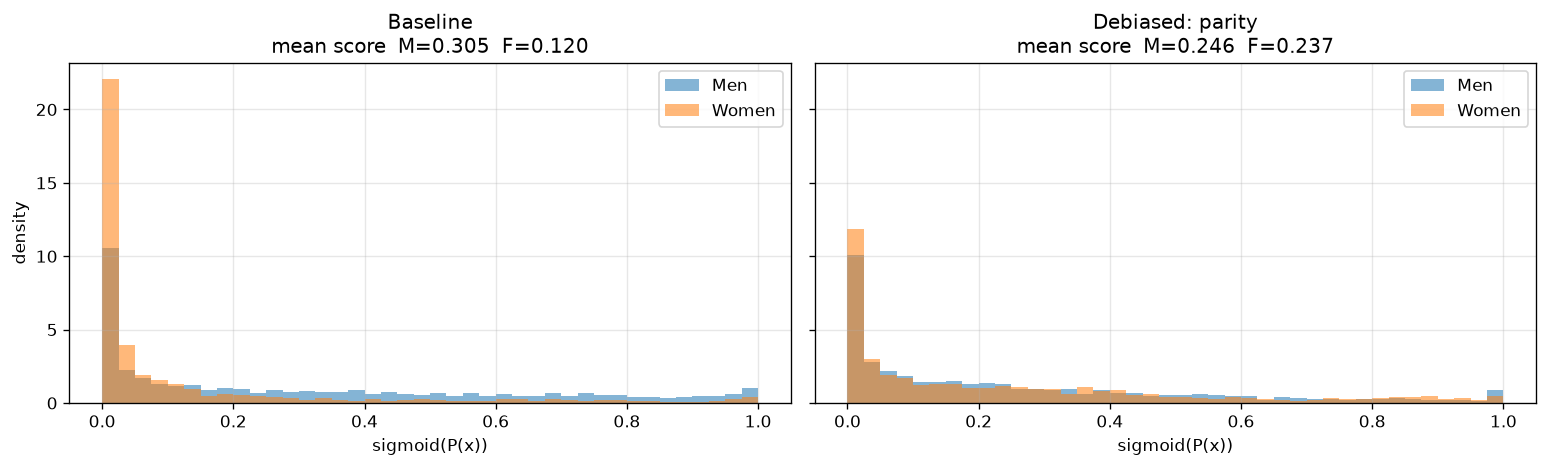 Baseline
mean score  M=0.305  F=0.120
Men
Women
density
20
15
10
5
0
0.0 0.2 0.4 0.6 0.8 1.0
sigmoid(P(x))
Debiased: parity
mean score  M=0.246  F=0.237
Men
Women
0.0 0.2 0.4 0.6 0.8 1.0
sigmoid(P(x))